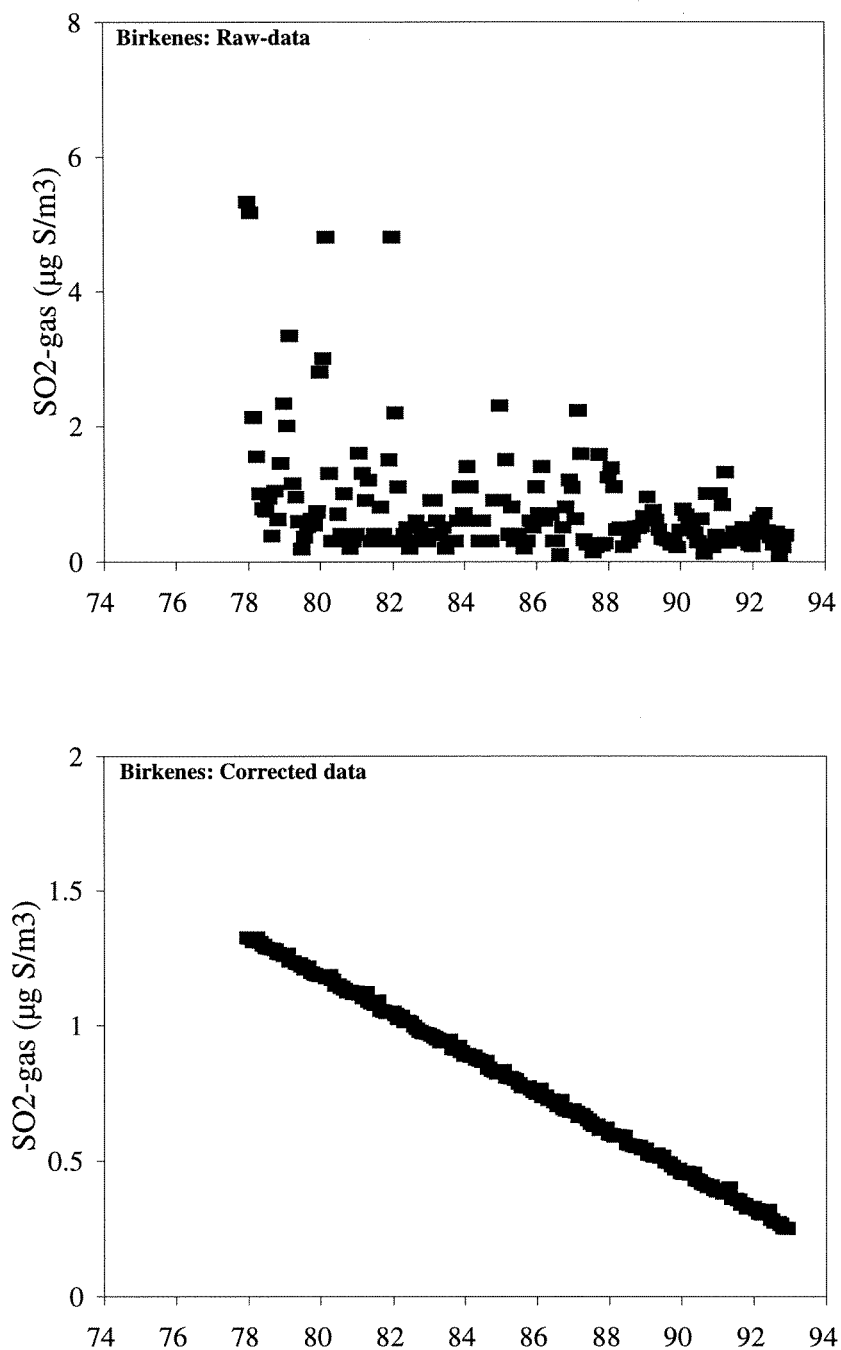 Birkenes: Raw-data
8
6
4
2
0
SO2-gas (µg S/m3)
74 76 78 80 82 84 86 88 90 92 94
Birkenes: Corrected data
2
1.5
1
0.5
0
SO2-gas (µg S/m3)
74 76 78 80 82 84 86 88 90 92 94